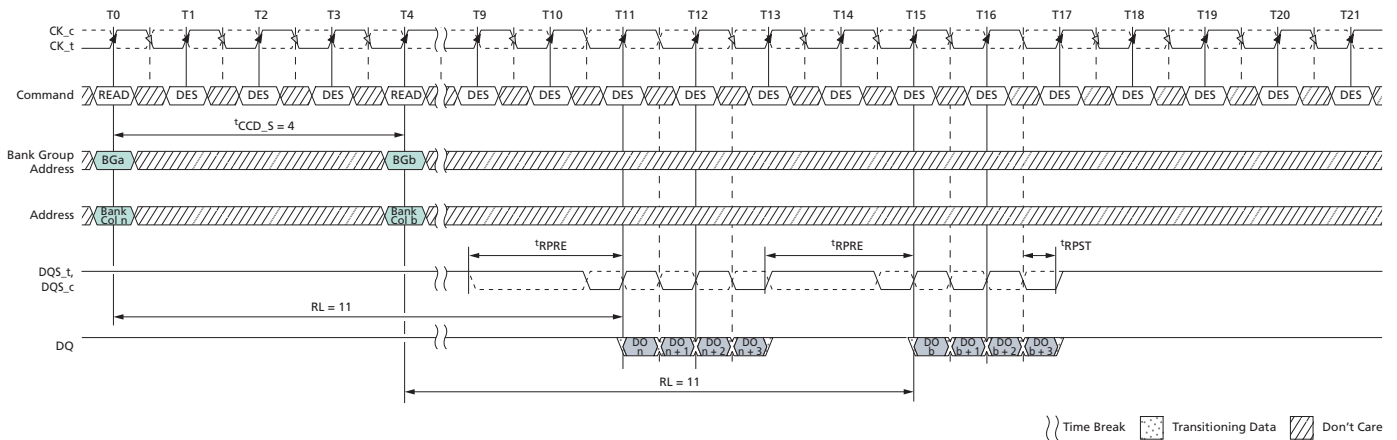 T0 T1 T2 T3 T4 T9 T10 T11 T12 T13 T14 T15 T16 T17 T18 T19 T20 T21
CK_c
CK_t
Command READ DES DES DES READ DES DES DES DES DES DES DES DES DES DES DES DES DES
tCCD_S = 4
Bank Group
Address
BGa BGb
Address
Bank
Col n
Bank
Col b
tRPRE tRPRE tRPST
DQS_t,
DQS_c
RL = 11
DQ
DO
n
DO
n + 1
DO
n + 2
DO
n + 3
DO
b
DO
b + 1
DO
b + 2
DO
b + 3
RL = 11
Time Break Transitioning Data Don't Care